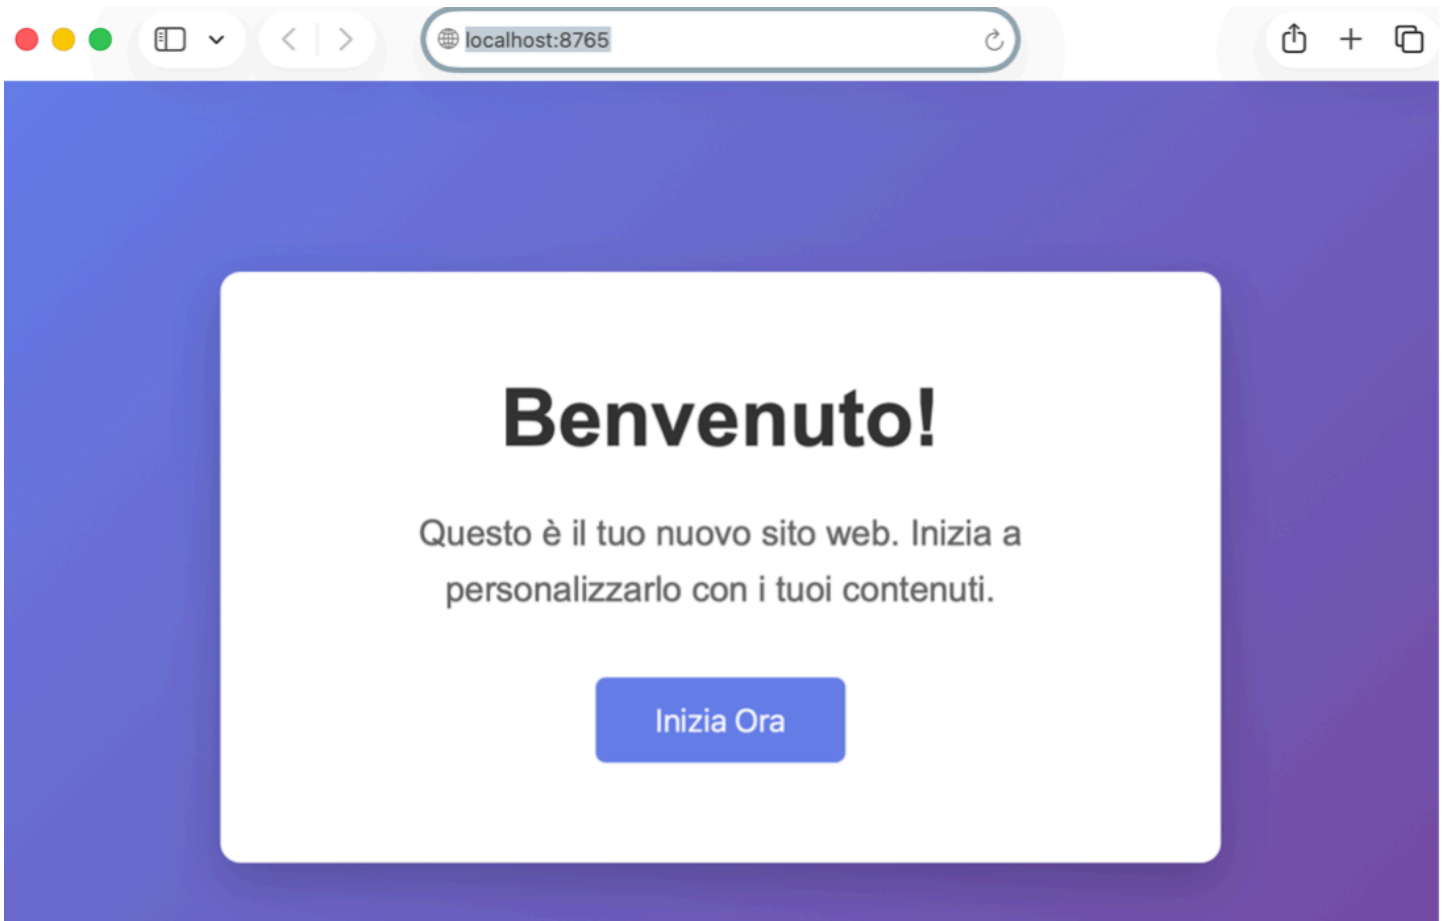 localhost:8765
Benvenuto!
Questo è il tuo nuovo sito web. Inizia a
personalizzarlo con i tuoi contenuti.
Inizia Ora